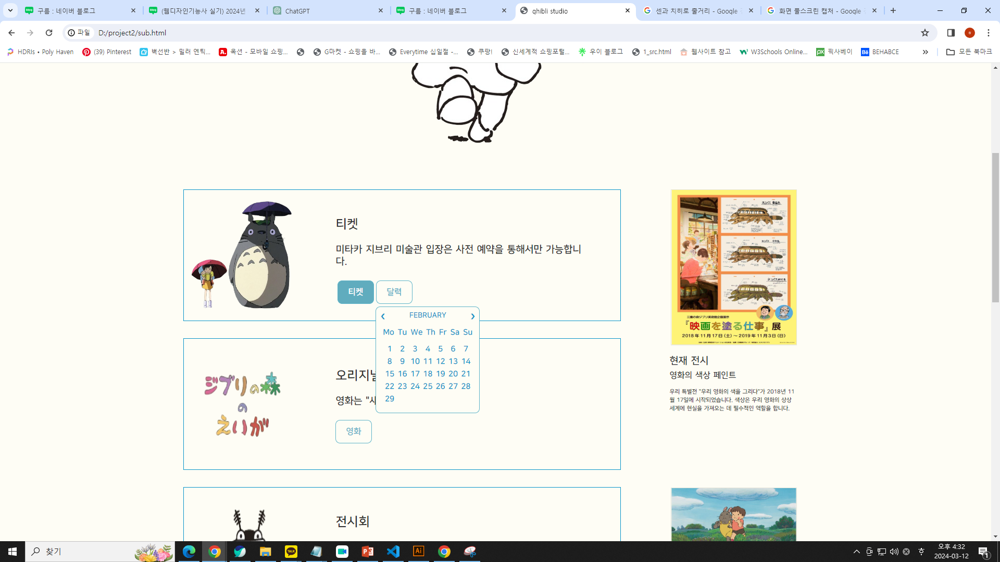 구름 : 네이버 블로그
(웹디자인기능사 실기) 2024년
ChatGPT
구름 : 네이버 블로그
ghibli studio
센과 치히로 줄거리 - Google
화면 풀스크린 캡처 - Google
파일
D:/project2/sub.html
HDRIs • Poly Haven
(39) Pinterest
벽선반 > 밀러 엔틱...
옥션 - 모바일 쇼핑...
G마켓 - 쇼핑을 바...
Everytime 십일절 -...
쿠팡!
신세계적 쇼핑포털...
우이 블로그
1_src.html
웹사이트 참고
W3Schools Online...
픽사베이
BEHABCE
모든 북마크
티켓
미타카 지브리 미술관 입장은 사전 예약을 통해서만 가능합니
다.
티켓
달력
FEBRUARY
Mo Tu We Th Fr Sa Su
1 2 3 4 5 6 7
8 9 10 11 12 13 14
15 16 17 18 19 20 21
22 23 24 25 26 27 28
29
ジブリの森
の
えいが
오리지널
영화는 "
영화
전시회
三鷹の森ジブリ美術館企画展示
『映画を塗る仕事』展
2018年11月17日(土)～2019年11月3日(日)
현재 전시
영화의 색상 페인트
우리 특별전 "우리 영화의 색을 그리다"가 2018년 11
월 17일에 시작되었습니다. 색상은 우리 영화의 상상
세계에 현실을 가져오는 데 필수적인 역할을 합니다.
찾기
TALK
Ai
오후 4:32
2024-03-12
1